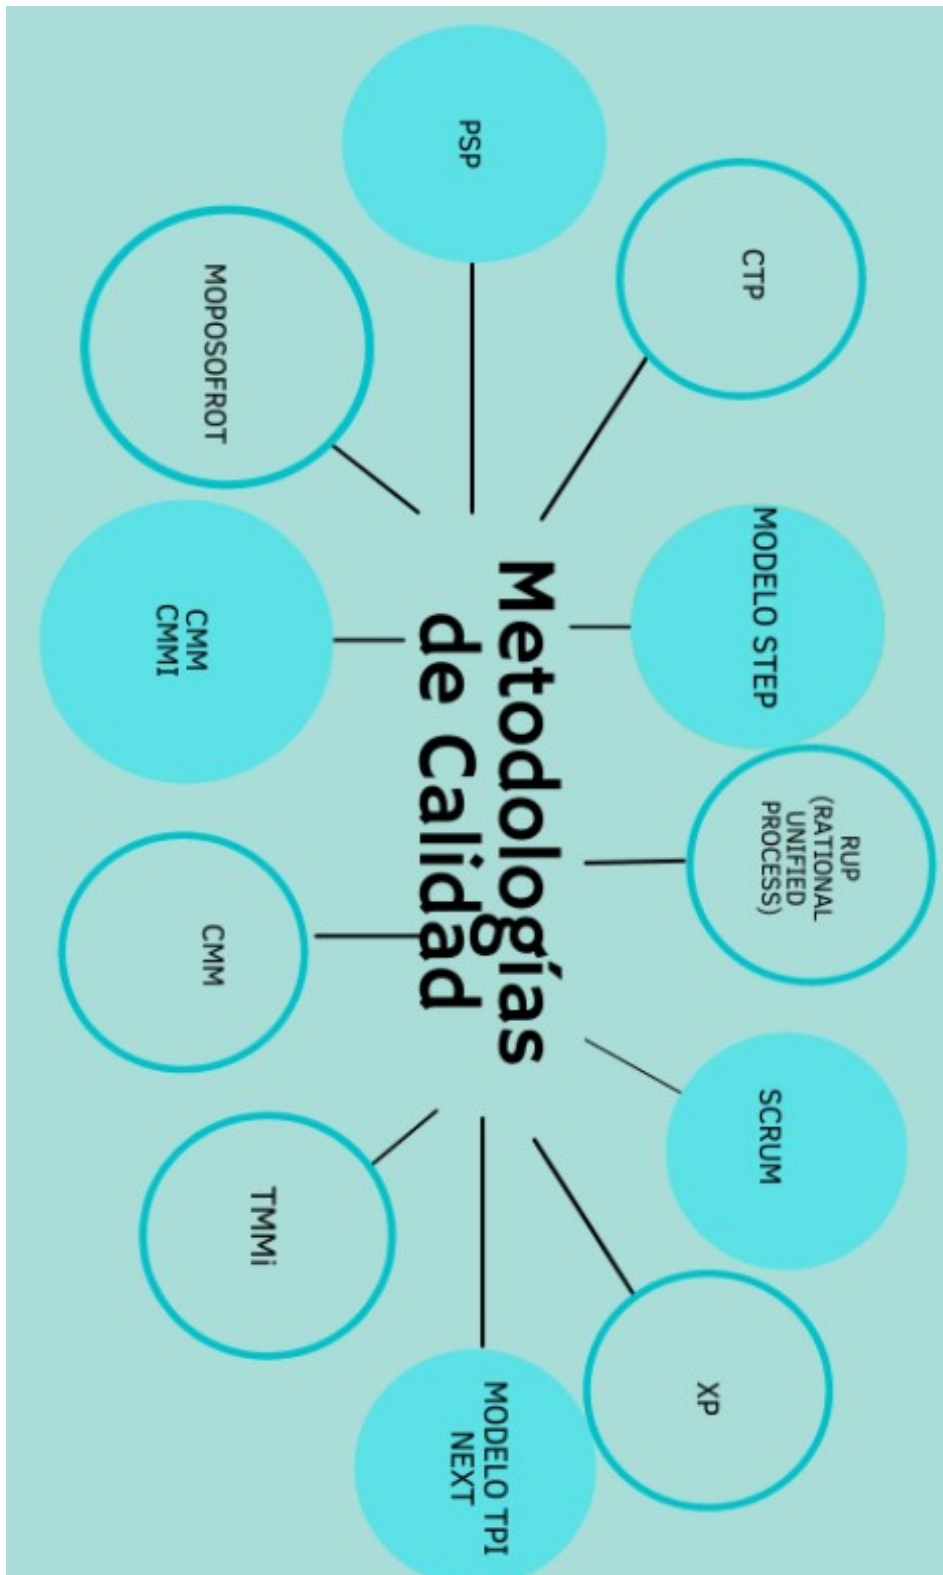 Metodologías
de Calidad
PSP
CTP
MODELO STEP
RUP
(RATIONAL
UNIFIED
PROCESS)
SCRUM
XP
MODELO TPI
NEXT
TMMi
CMM
CMM
CMMI
MOPOSOFROT